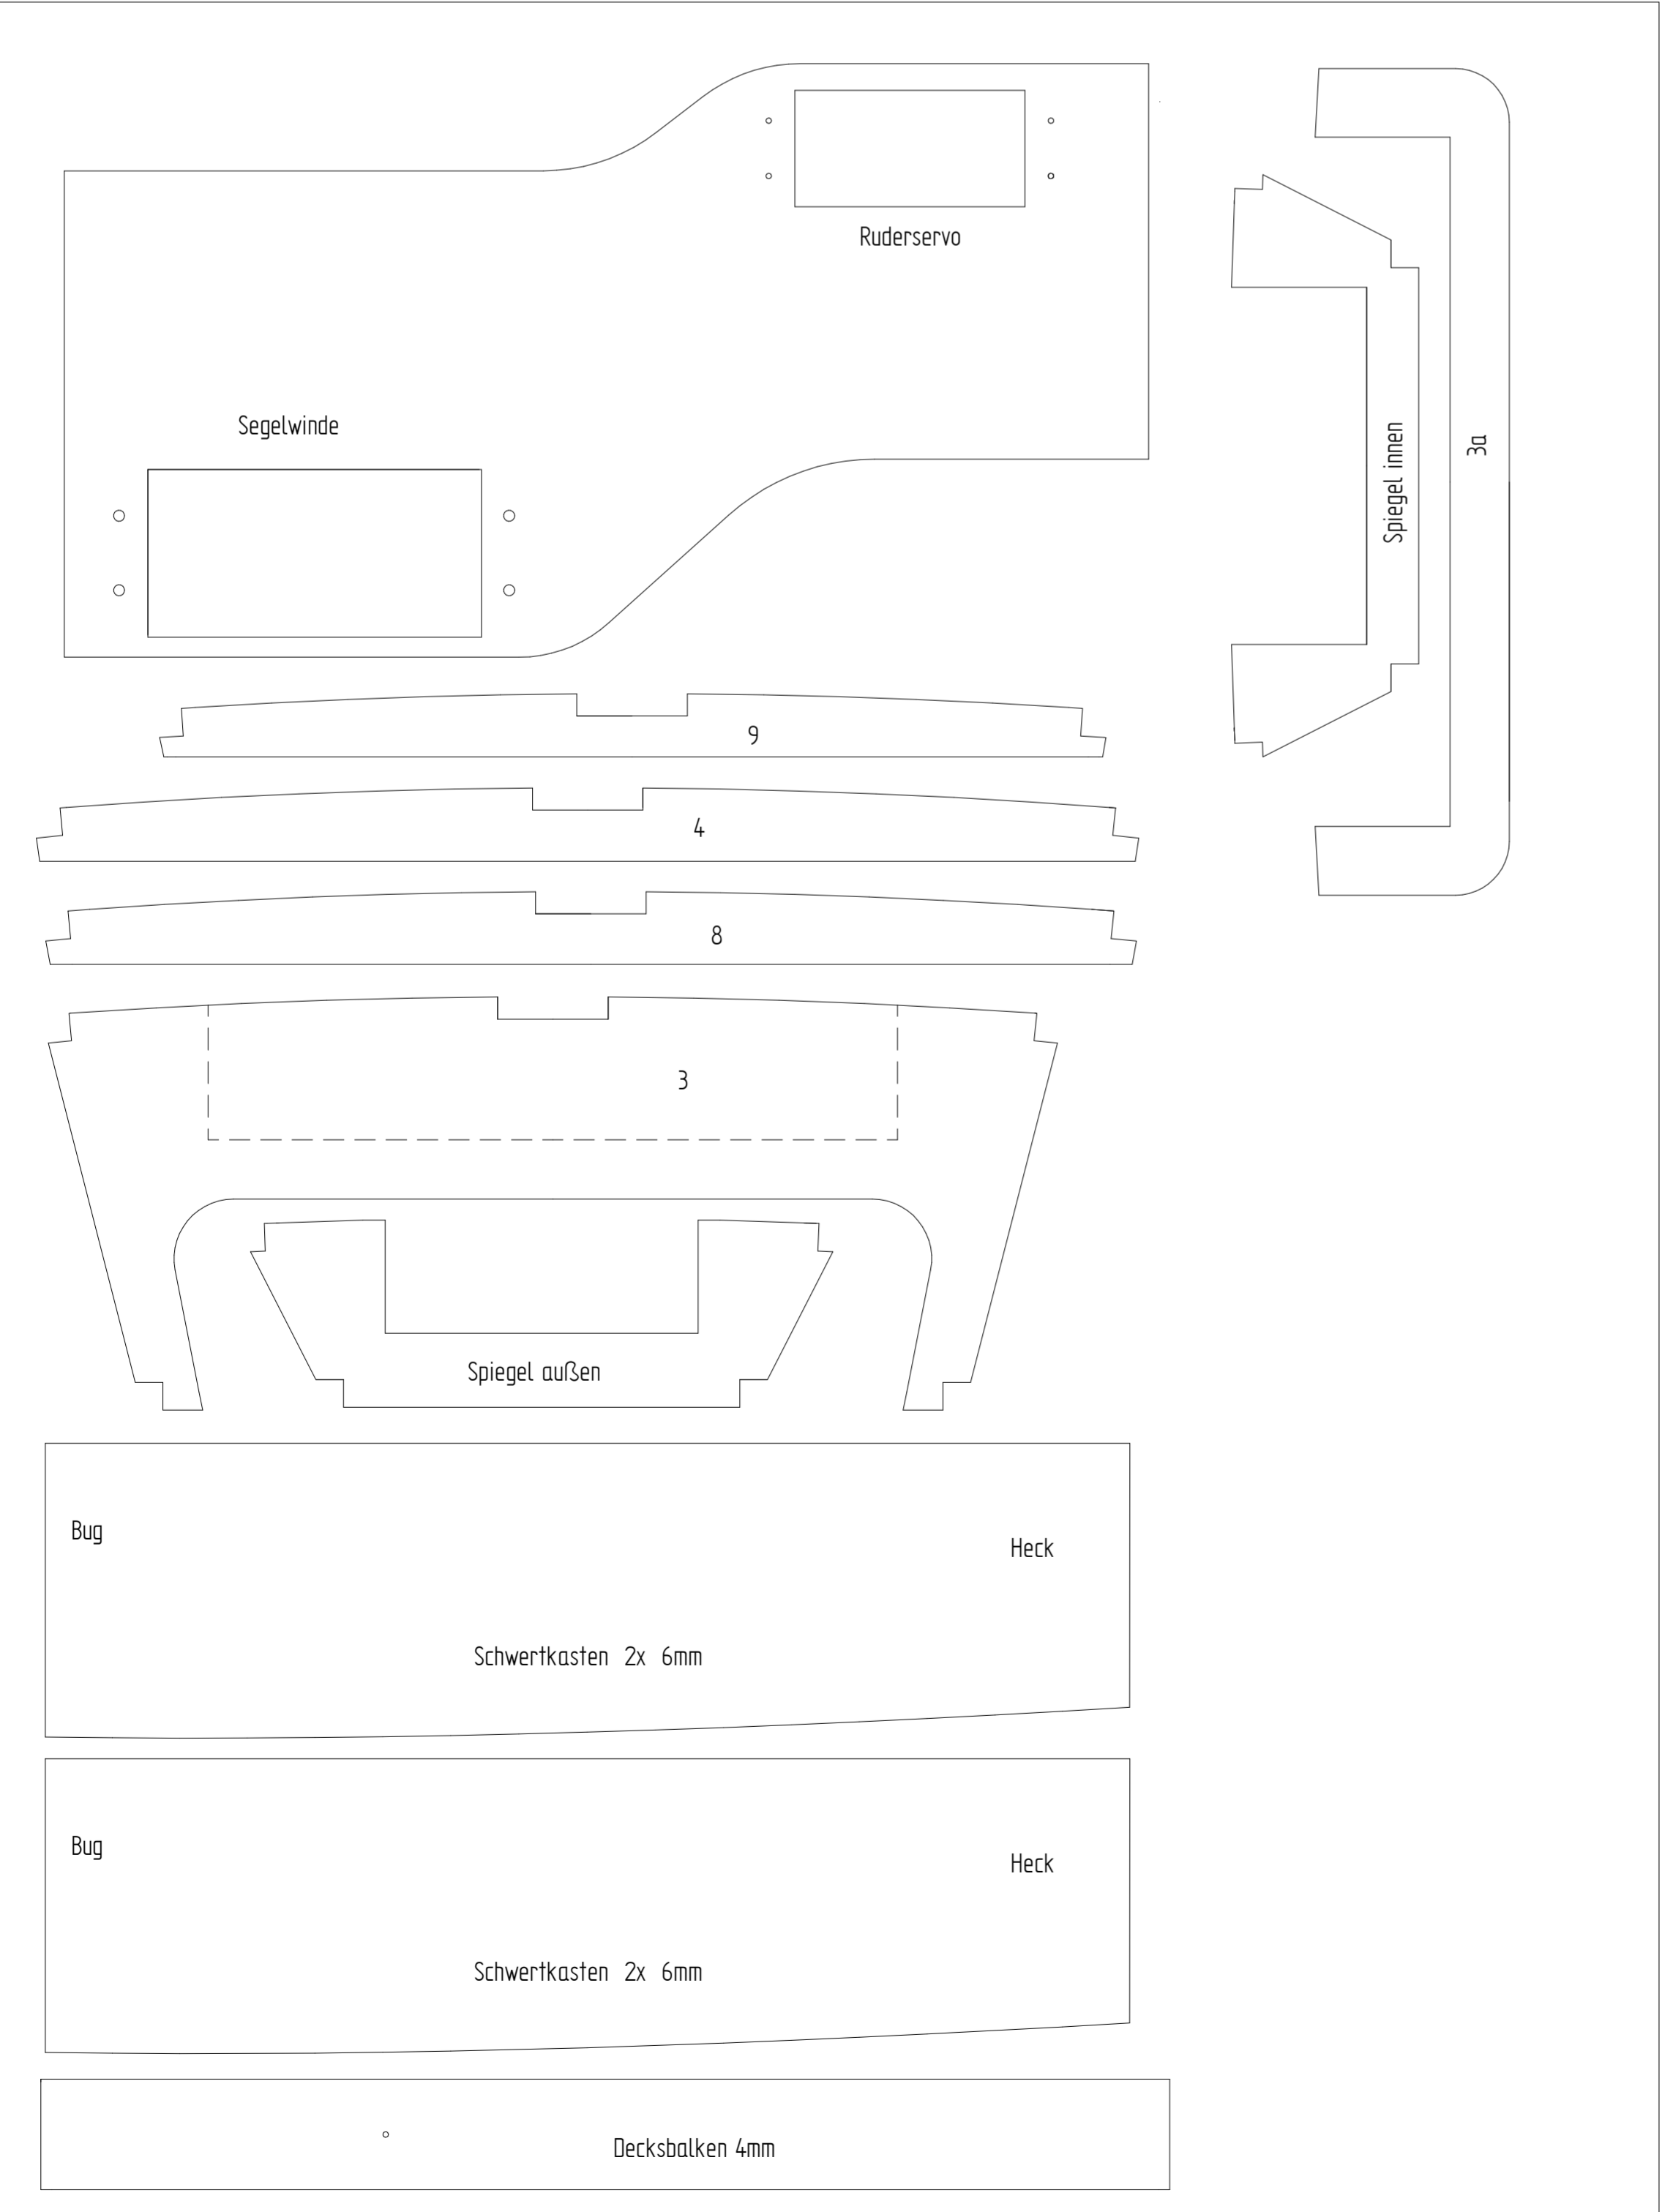 Ruderservo
Segelwinde
Spiegel innen
3a
9
4
8
3
Spiegel außen
Bug
Heck
Schwertkasten 2x 6mm
Bug
Heck
Schwertkasten 2x 6mm
Decksbalken 4mm